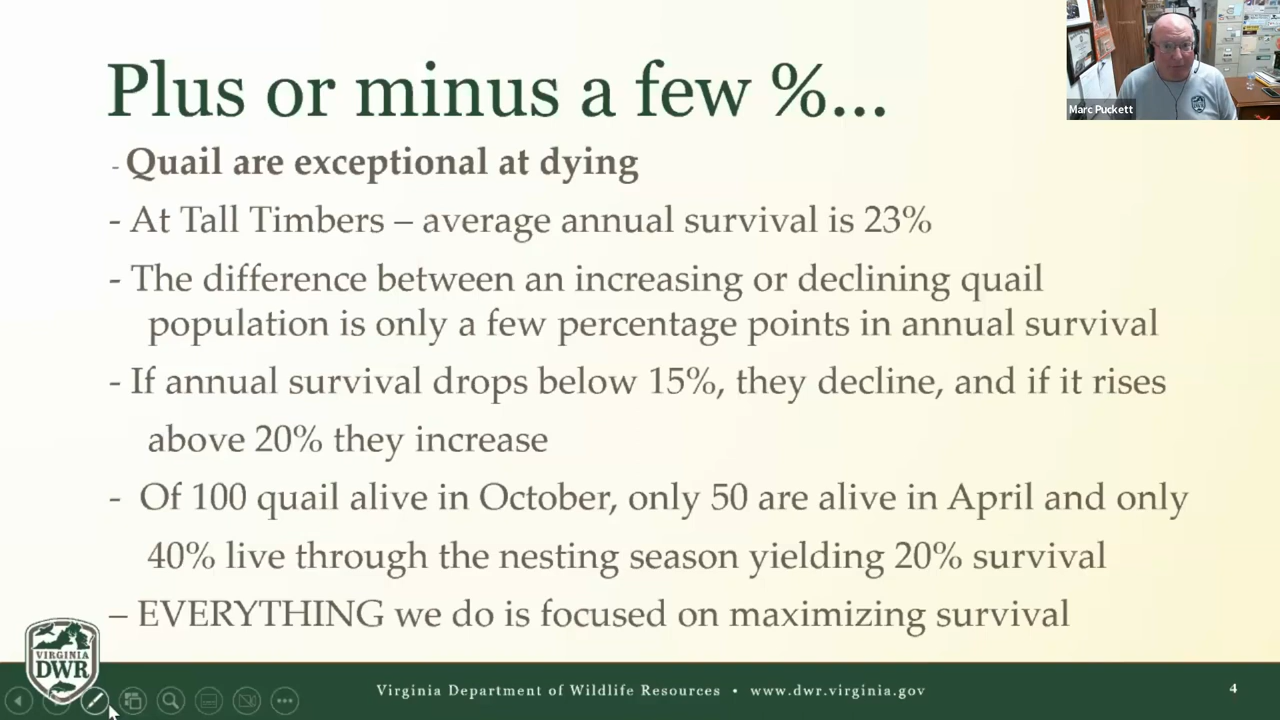 Plus or minus a few %...
Marc Puckett
- Quail are exceptional at dying
- At Tall Timbers – average annual survival is 23%
- The difference between an increasing or declining quail
population is only a few percentage points in annual survival
- If annual survival drops below 15%, they decline, and if it rises
above 20% they increase
- Of 100 quail alive in October, only 50 are alive in April and only
40% live through the nesting season yielding 20% survival
– EVERYTHING we do is focused on maximizing survival
VIRGINIA
DWR
Virginia Department of Wildlife Resources • www.dwr.virginia.gov
4